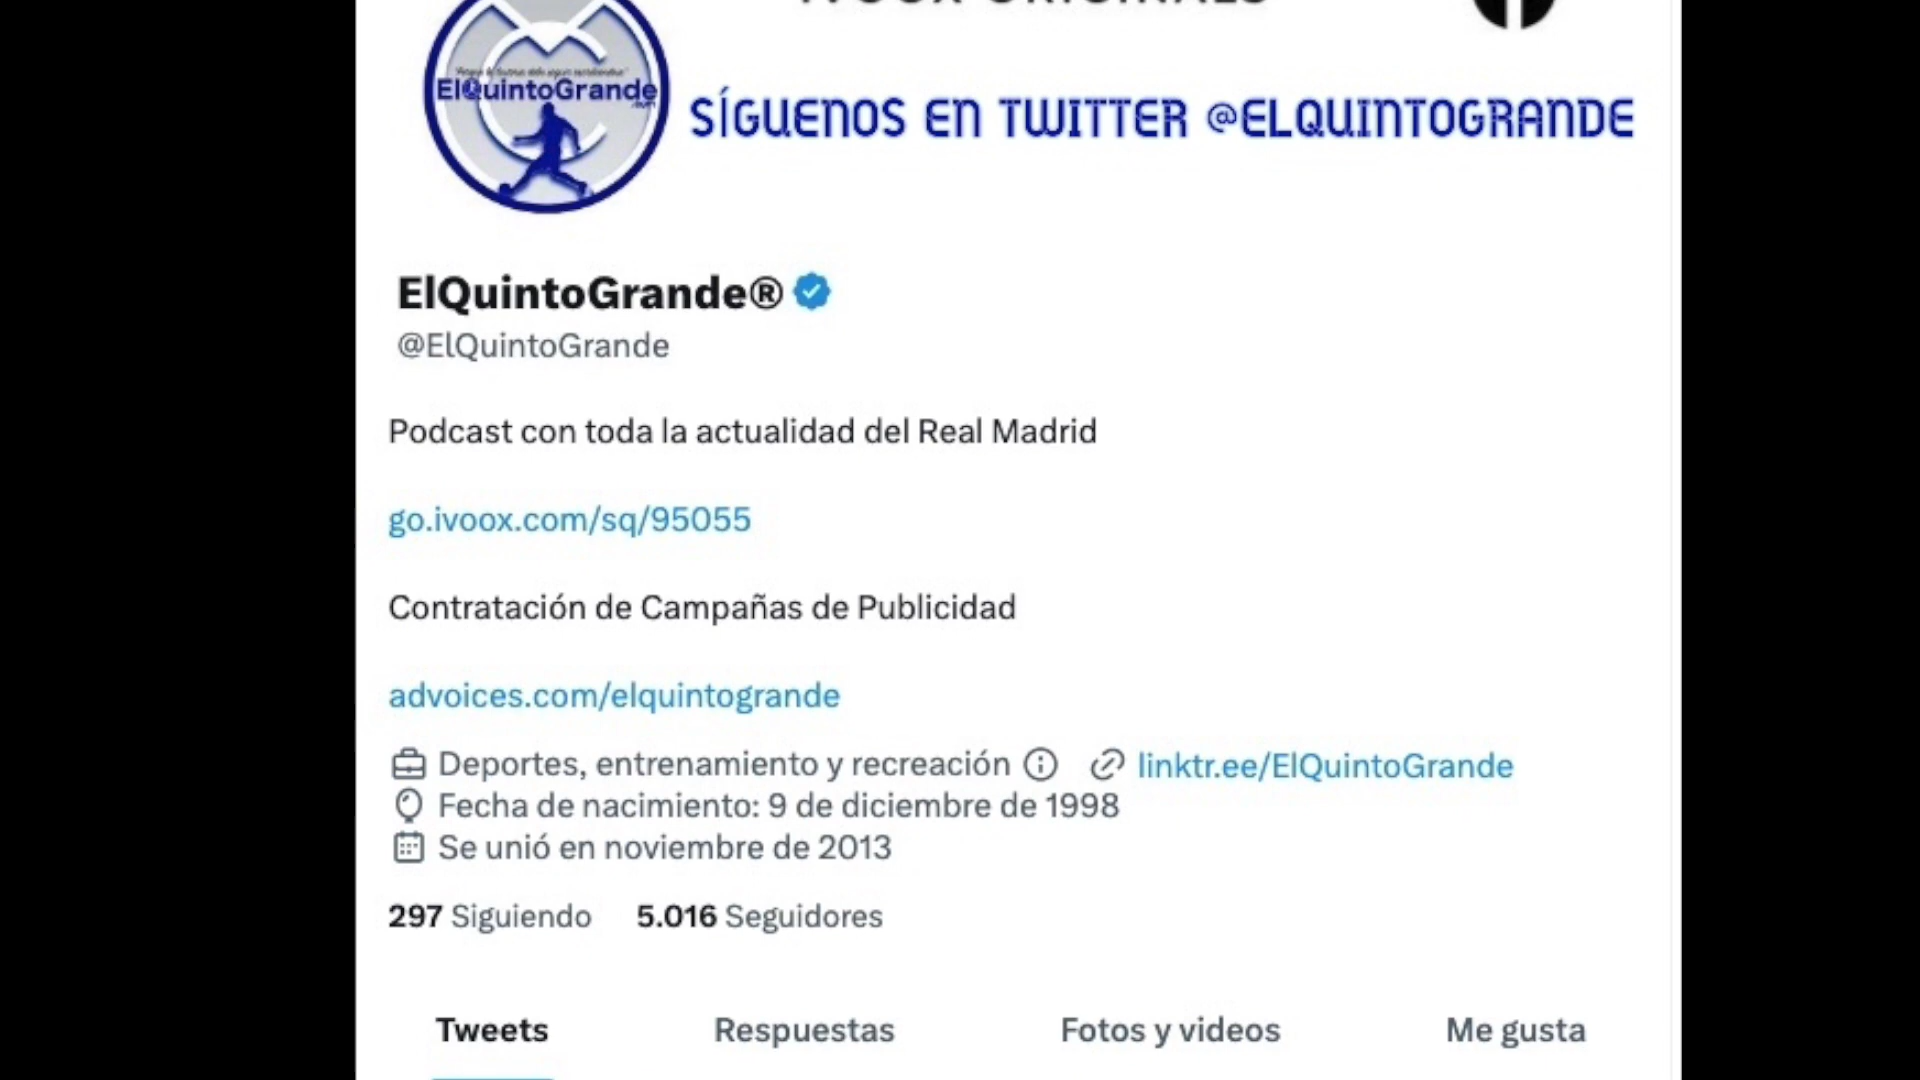 SÍGUENOS EN TWITTER @ELQUINTOGRANDE
ElQuintoGrande
ElQuintoGrande®
@ElQuintoGrande
Podcast con toda la actualidad del Real Madrid
go.ivoox.com/sq/95055
Contratación de Campañas de Publicidad
advoices.com/elquintogrande
Deportes, entrenamiento y recreación linktr.ee/ElQuintoGrande
Fecha de nacimiento: 9 de diciembre de 1998
Se unió en noviembre de 2013
297 Siguiendo 5.016 Seguidores
Tweets Respuestas Fotos y videos Me gusta